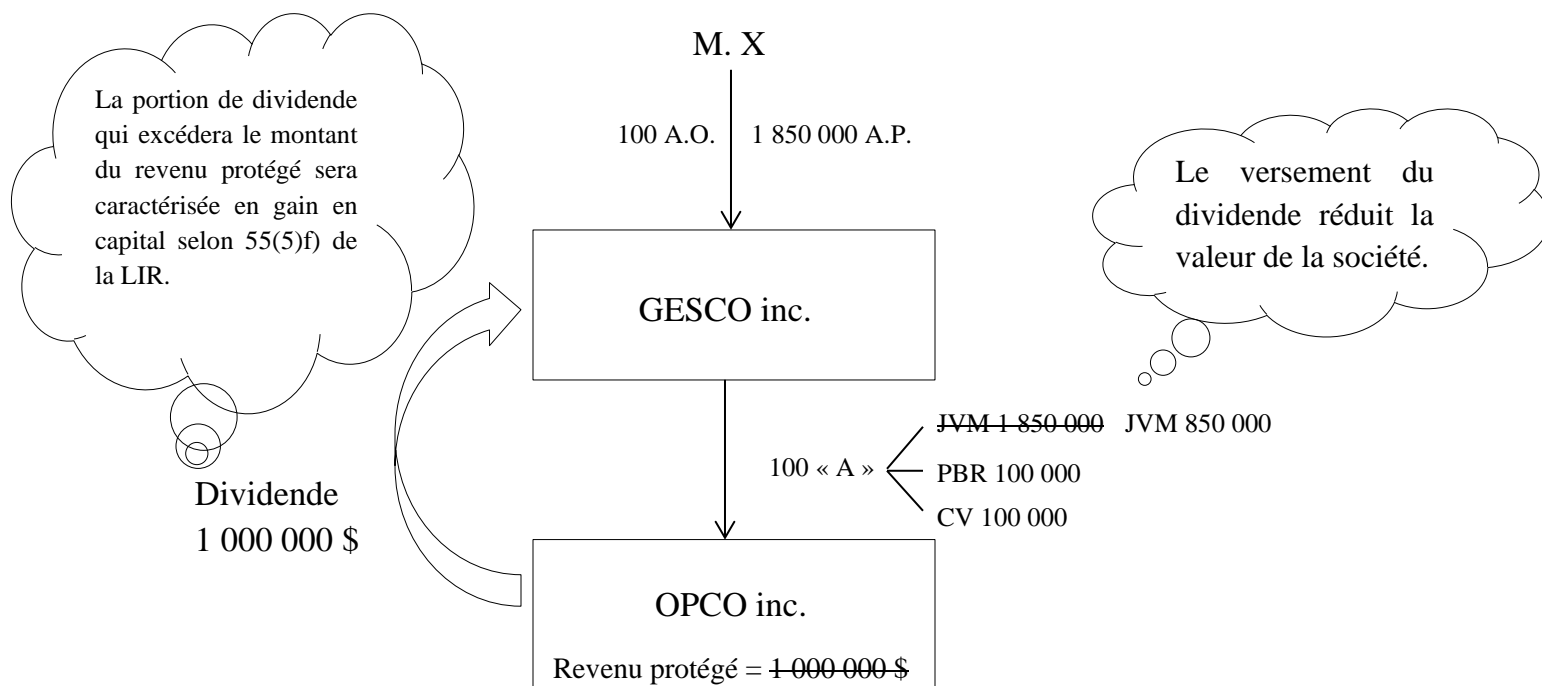 M. X
La portion de dividende
qui excédera le montant
du revenu protégé sera
caractérisée en gain en
capital selon 55(5)f) de
la LIR.
100 A.O. 1 850 000 A.P.
Le versement du
dividende réduit la
valeur de la société.
GESCO inc.
JVM 1 850 000 JVM 850 000
100 « A »
PBR 100 000
CV 100 000
Dividende
1 000 000 $
OPCO inc.
Revenu protégé = 1 000 000 $